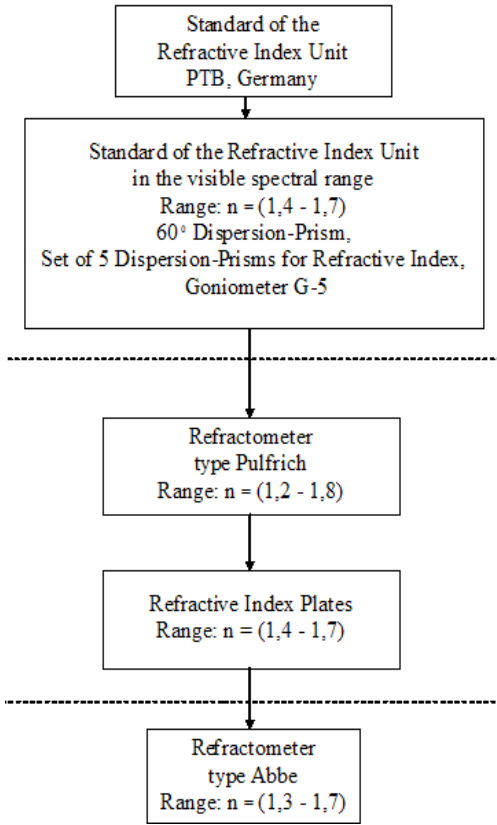 Standard of the
Refractive Index Unit
PTB, Germany
Standard of the Refractive Index Unit
in the visible spectral range
Range: n = (1,4 - 1,7)
60° Dispersion-Prism,
Set of 5 Dispersion-Prisms for Refractive Index,
Goniometer G-5
Refractometer
type Pulfrich
Range: n = (1,2 - 1,8)
Refractive Index Plates
Range: n = (1,4 - 1,7)
Refractometer
type Abbe
Range: n = (1,3 - 1,7)